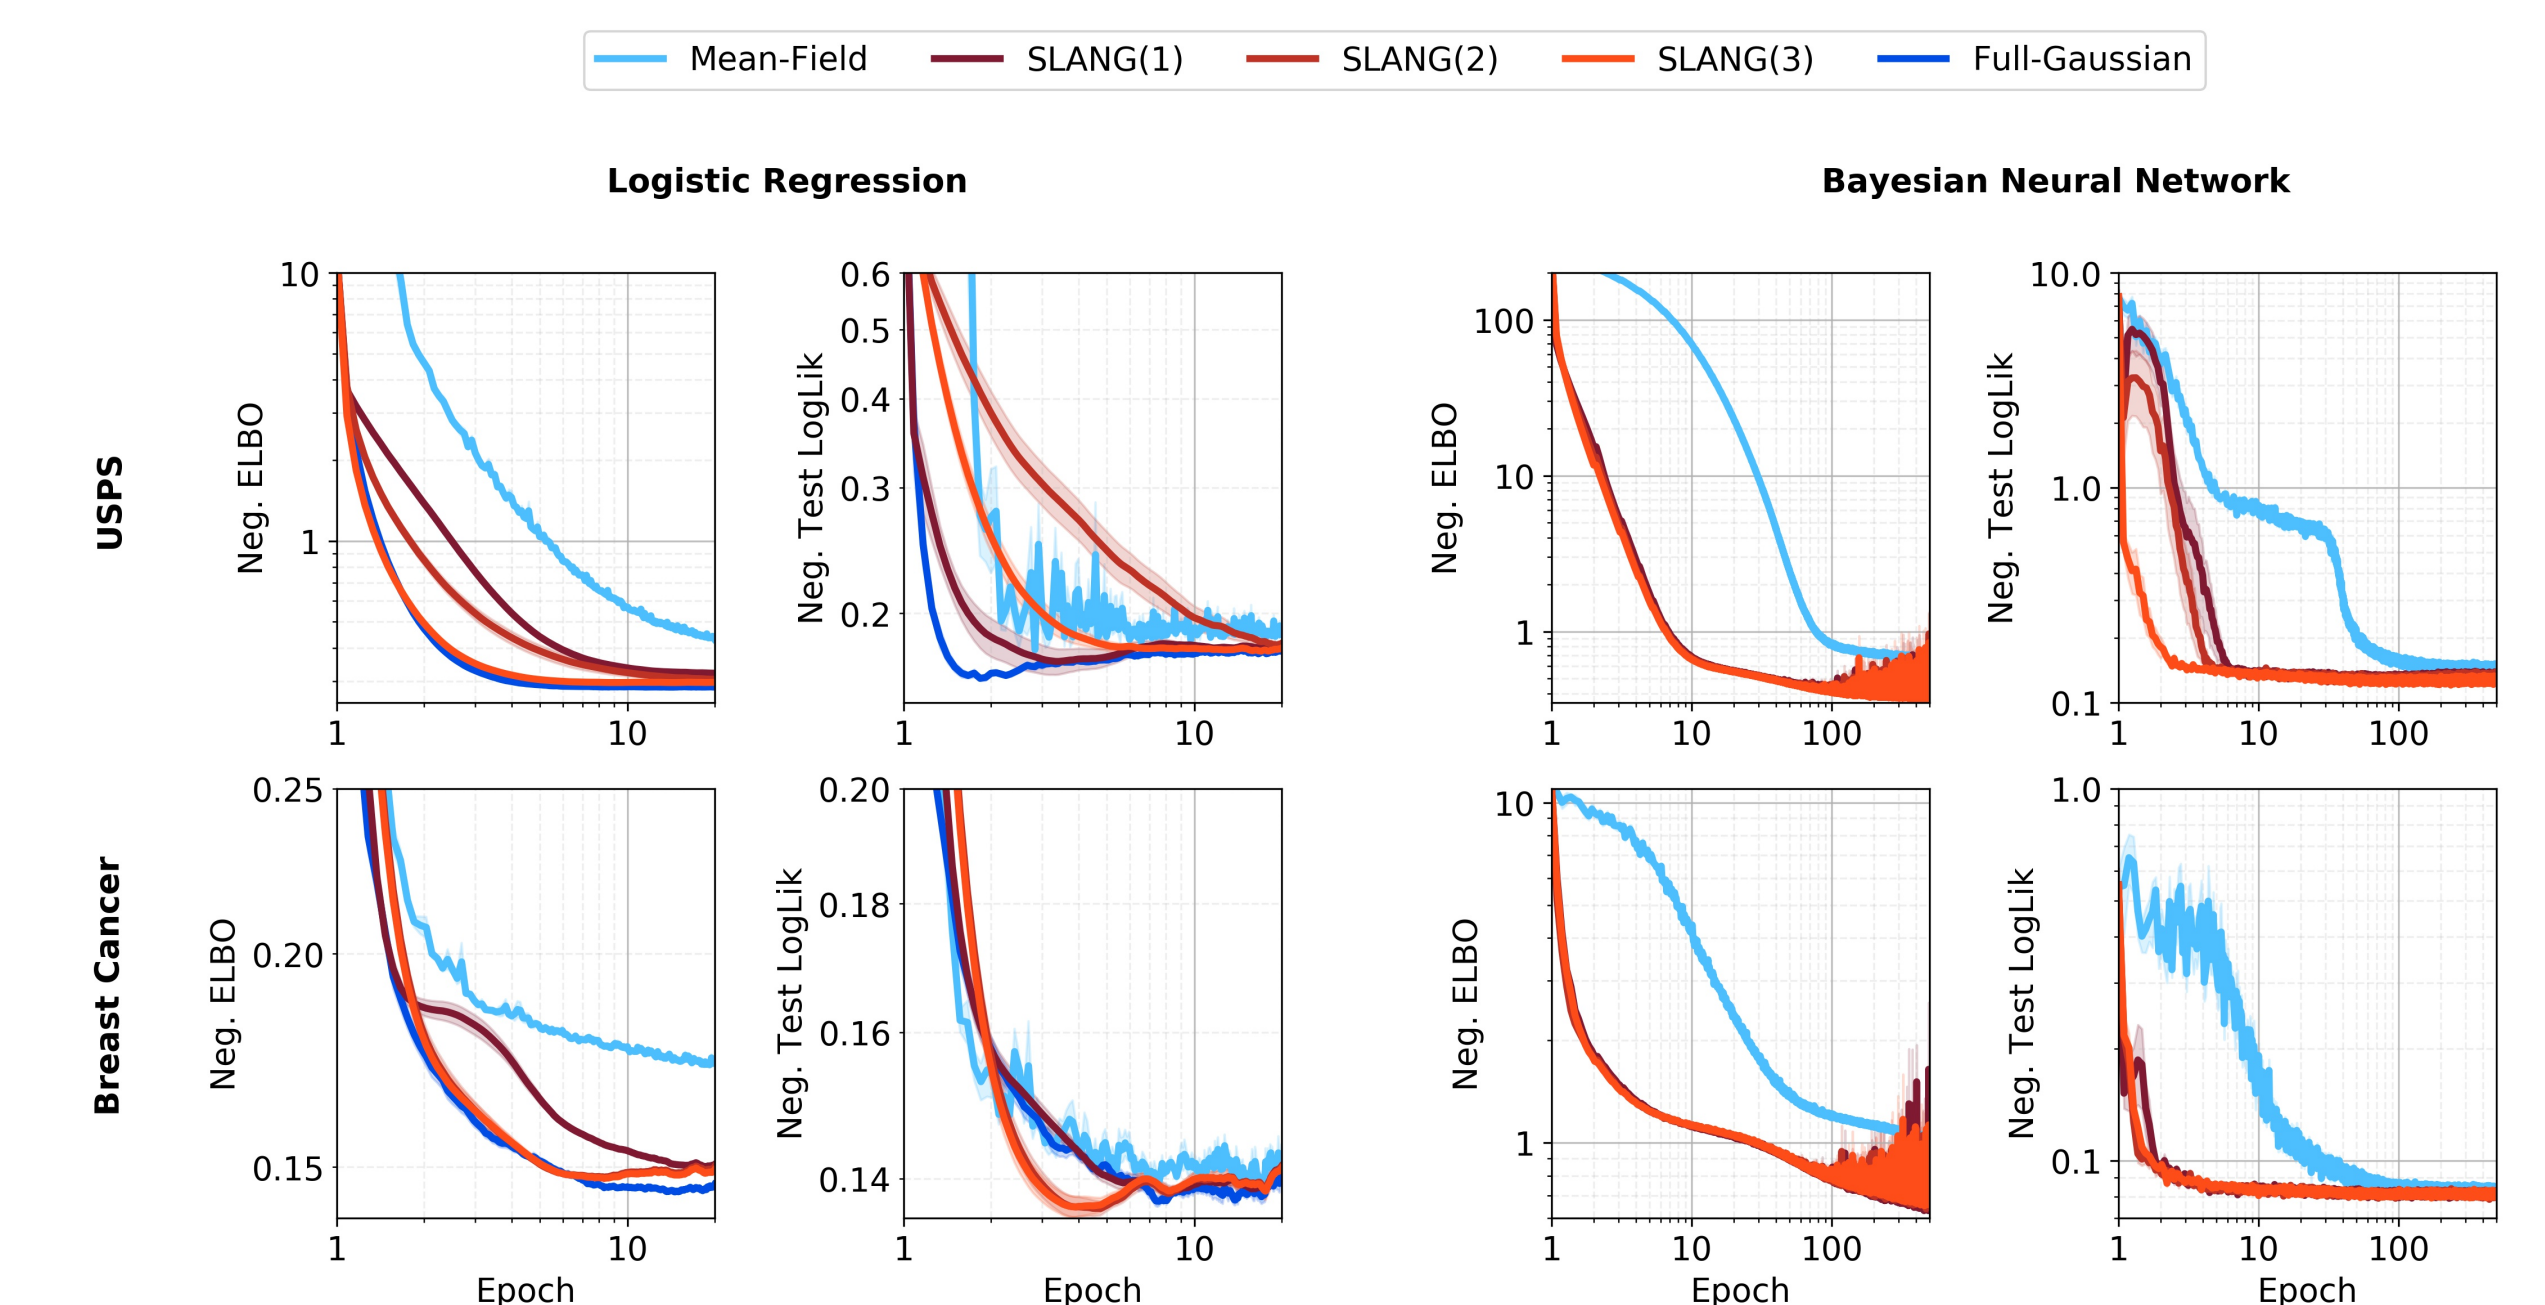 Mean-Field SLANG(1) SLANG(2) SLANG(3) Full-Gaussian
Logistic Regression
Bayesian Neural Network
USPS
Neg. ELBO
10
1
1 10
Neg. Test LogLik
0.6
0.5
0.4
0.3
0.2
1 10
Neg. ELBO
100
10
1
1 10 100
Neg. Test LogLik
10.0
1.0
0.1
1 10 100
Breast Cancer
Neg. ELBO
0.25
0.20
0.15
1 10
Epoch
Neg. Test LogLik
0.20
0.18
0.16
0.14
1 10
Epoch
Neg. ELBO
10
1
1 10 100
Epoch
Neg. Test LogLik
1.0
0.1
1 10 100
Epoch